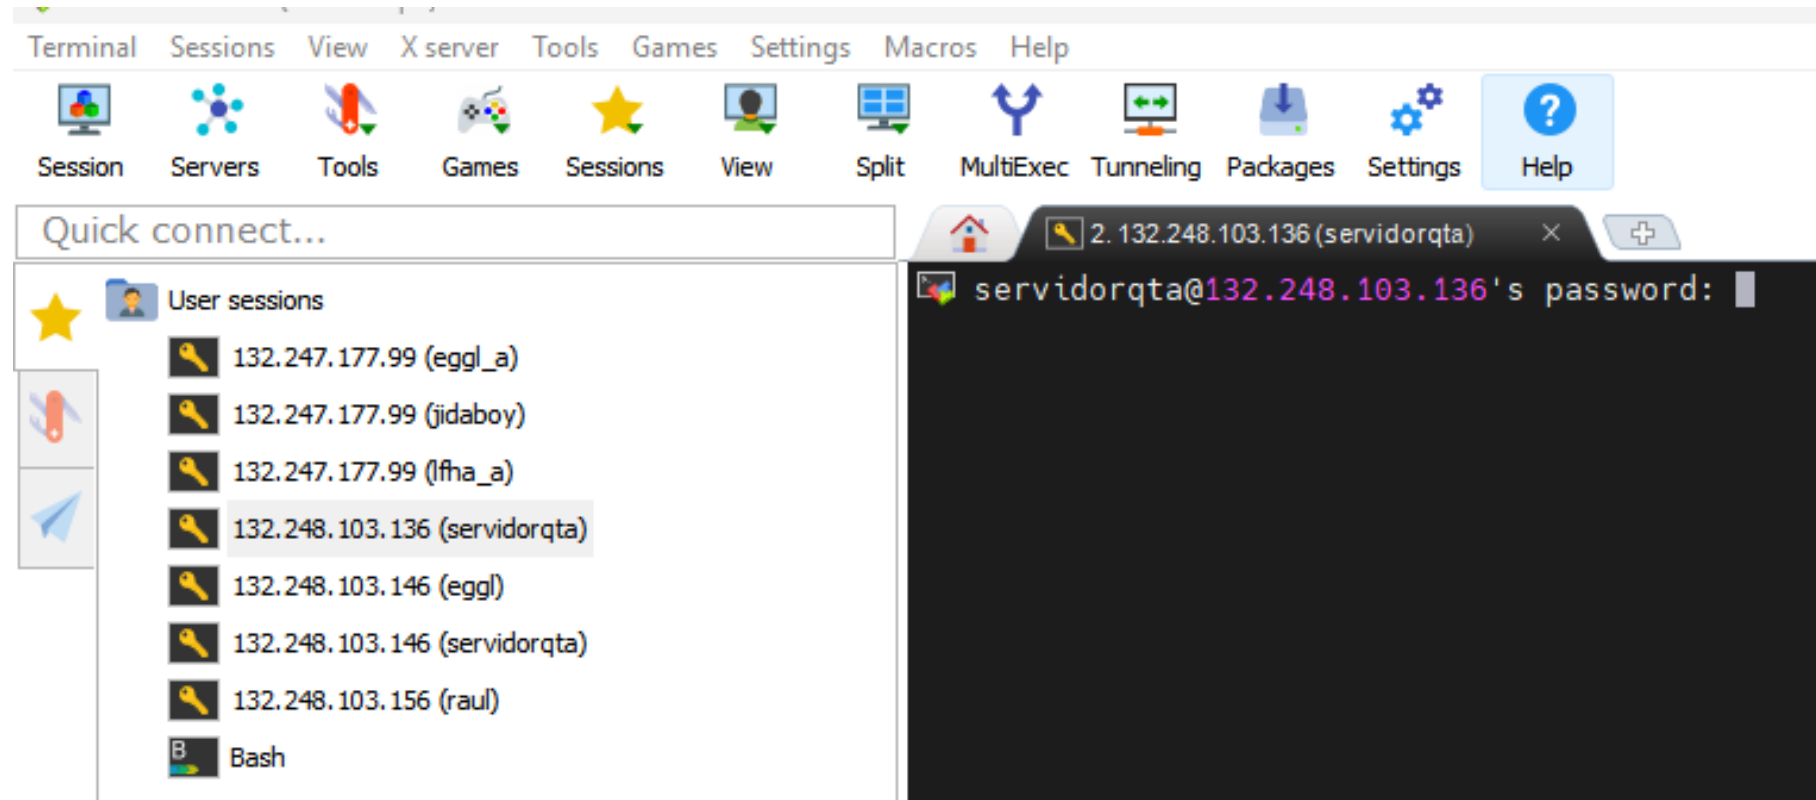 Terminal Sessions View X server Tools Games Settings Macros Help
Session Servers Tools Games Sessions View Split MultiExec Tunneling Packages Settings Help
Quick connect...
2. 132.248.103.136 (servidorqta)
User sessions
servidorqta@132.248.103.136's password:
132.247.177.99 (eggl_a)
132.247.177.99 (jidaboy)
132.247.177.99 (lfha_a)
132.248.103.136 (servidorqta)
132.248.103.146 (eggl)
132.248.103.146 (servidorqta)
132.248.103.156 (raul)
Bash